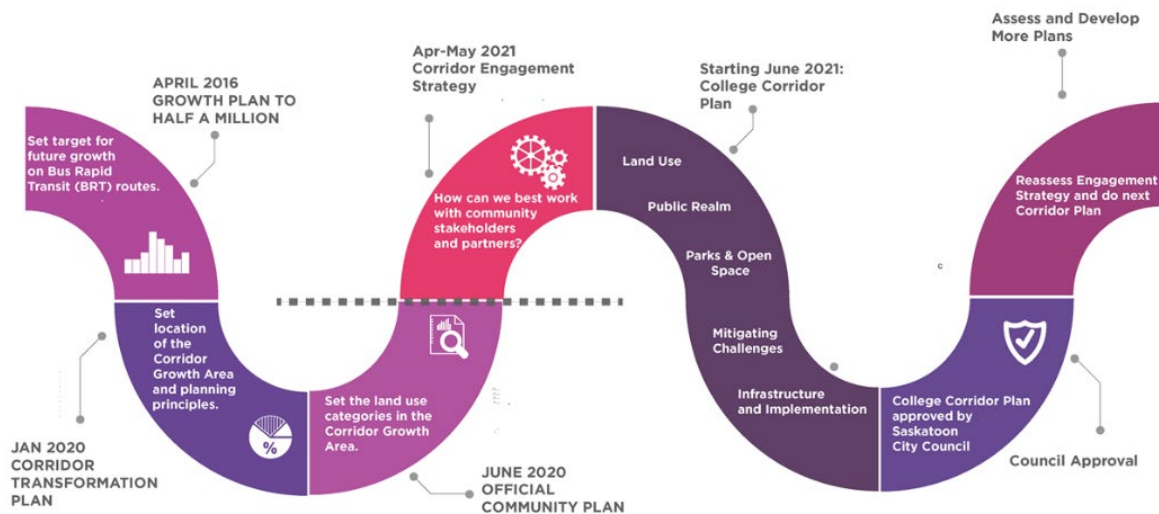 APRIL 2016
GROWTH PLAN TO
HALF A MILLION
Set target for
future growth
on Bus Rapid
Transit (BRT) routes.
JAN 2020
CORRIDOR
TRANSFORMATION
PLAN
Set
location
of the
Corridor
Growth Area
and planning
principles.
%
JUNE 2020
OFFICIAL
COMMUNITY PLAN
Set the land use
categories in the
Corridor Growth
Area.
Apr-May 2021
Corridor Engagement
Strategy
How can we best work
with community
stakeholders
and partners?
Starting June 2021:
College Corridor
Plan
Land Use
Public Realm
Parks & Open
Space
Mitigating
Challenges
Infrastructure
and Implementation
College Corridor Plan
approved by
Saskatoon
City Council
Council Approval
c
Assess and Develop
More Plans
Reassess Engagement
Strategy and do next
Corridor Plan